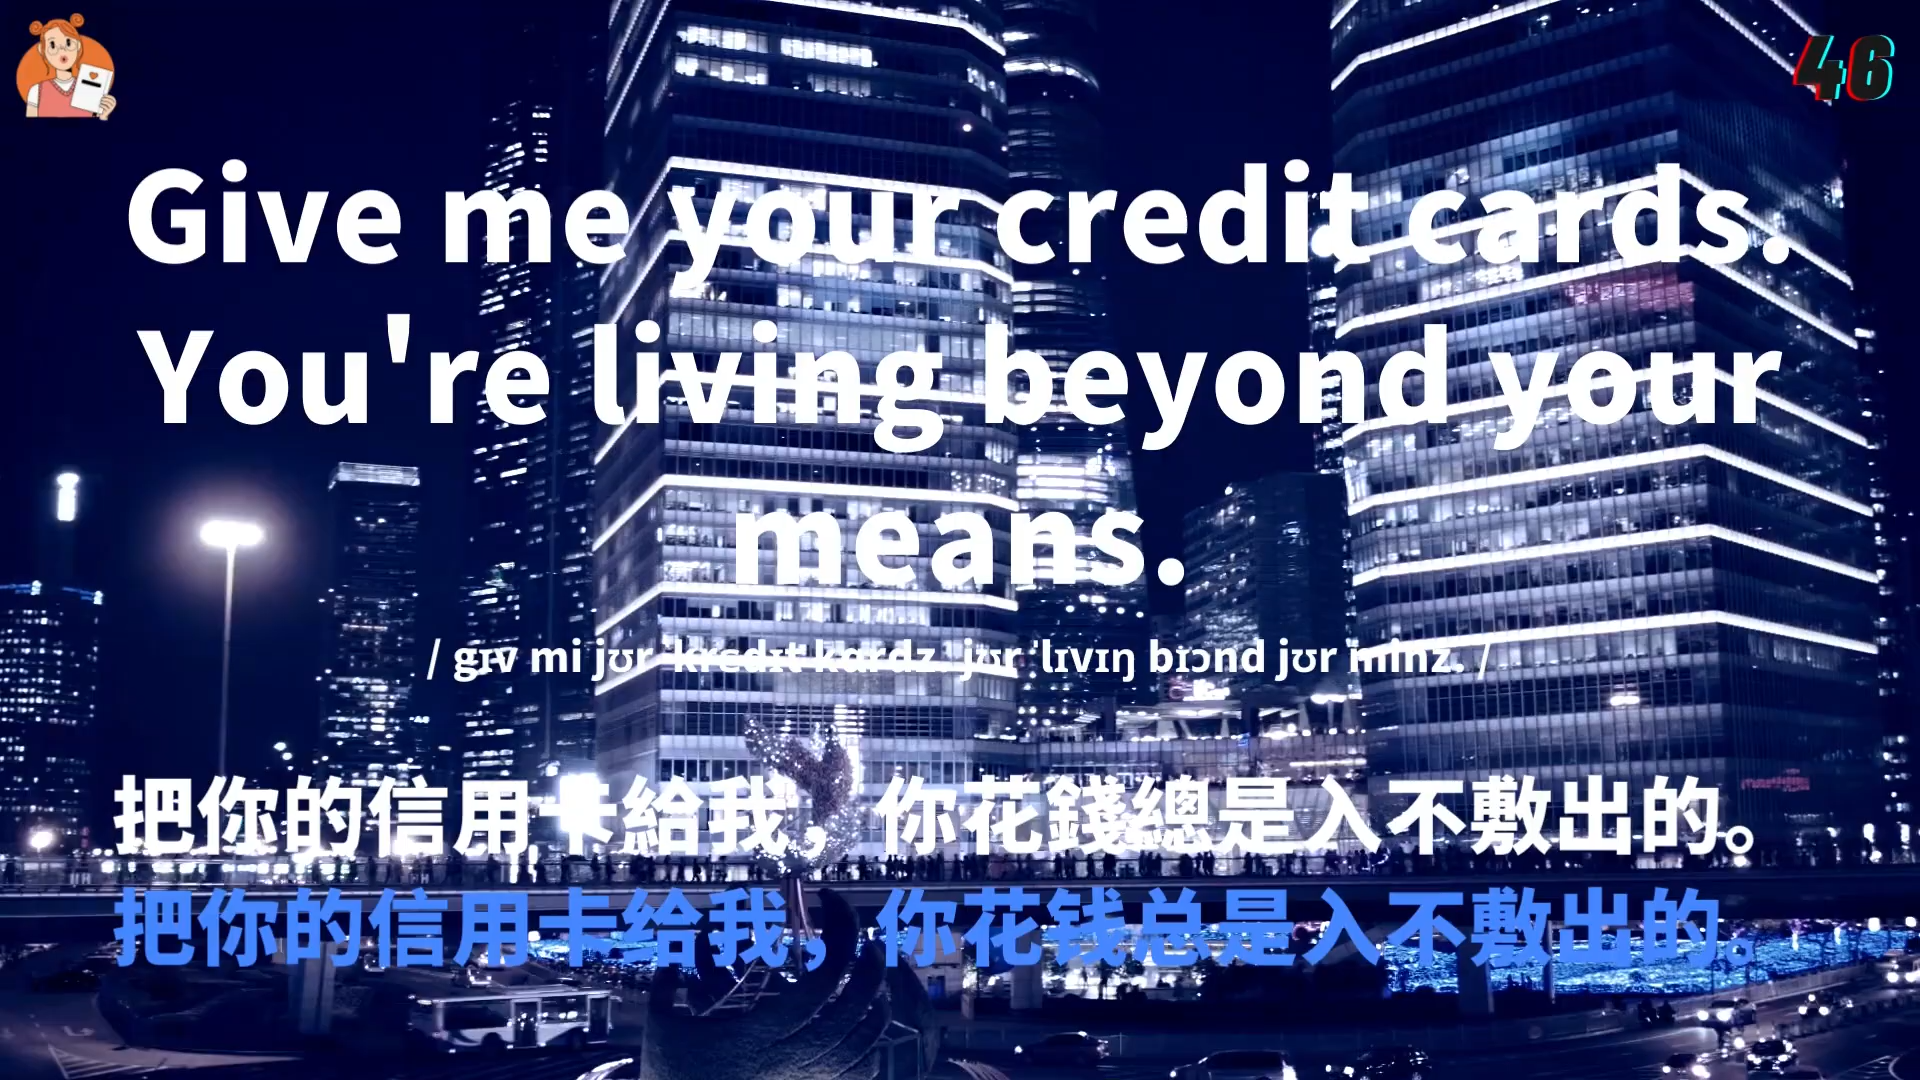 46
Give me your credit cards.
You're living beyond your
means.
/ gɪv mi jʊr ˈkrɛdɪt kɑrdz. jʊr ˈlɪvɪŋ bɪɔnd jʊr minz. /
把你的信用卡給我，你花錢總是入不敷出的。
把你的信用卡给我，你花钱总是入不敷出的。